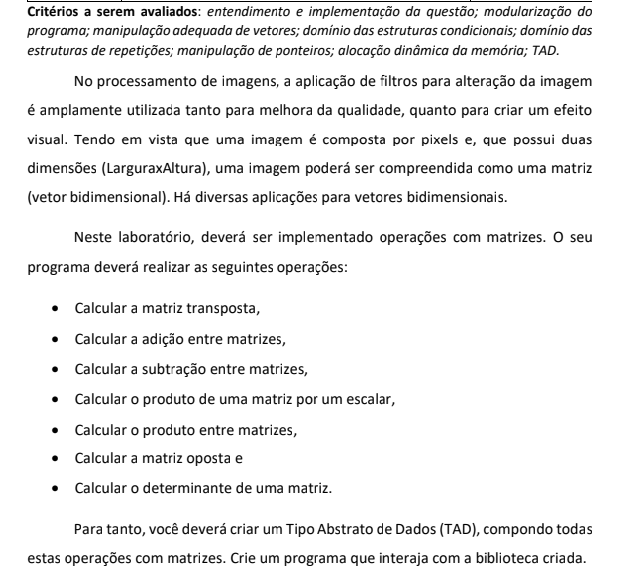 Critérios a serem avaliados: entendimento e implementação da questão; modularização do
programa; manipulação adequada de vetores; domínio das estruturas condicionais; domínio das
estruturas de repetições; manipulação de ponteiros; alocação dinâmica da memória; TAD.
No processamento de imagens, a aplicação de filtros para alteração da imagem
é amplamente utilizada tanto para melhora da qualidade, quanto para criar um efeito
visual. Tendo em vista que uma imagem é composta por pixels e, que possui duas
dimensões (LarguraxAltura), uma imagem poderá ser compreendida como uma matriz
(vetor bidimensional). Há diversas aplicações para vetores bidimensionais.
Neste laboratório, deverá ser implementado operações com matrizes. O seu
programa deverá realizar as seguintes operações:
• Calcular a matriz transposta,
• Calcular a adição entre matrizes,
• Calcular a subtração entre matrizes,
• Calcular o produto de uma matriz por um escalar,
• Calcular o produto entre matrizes,
• Calcular a matriz oposta e
• Calcular o determinante de uma matriz.
Para tanto, você deverá criar um Tipo Abstrato de Dados (TAD), compondo todas
estas operações com matrizes. Crie um programa que interaja com a biblioteca criada.